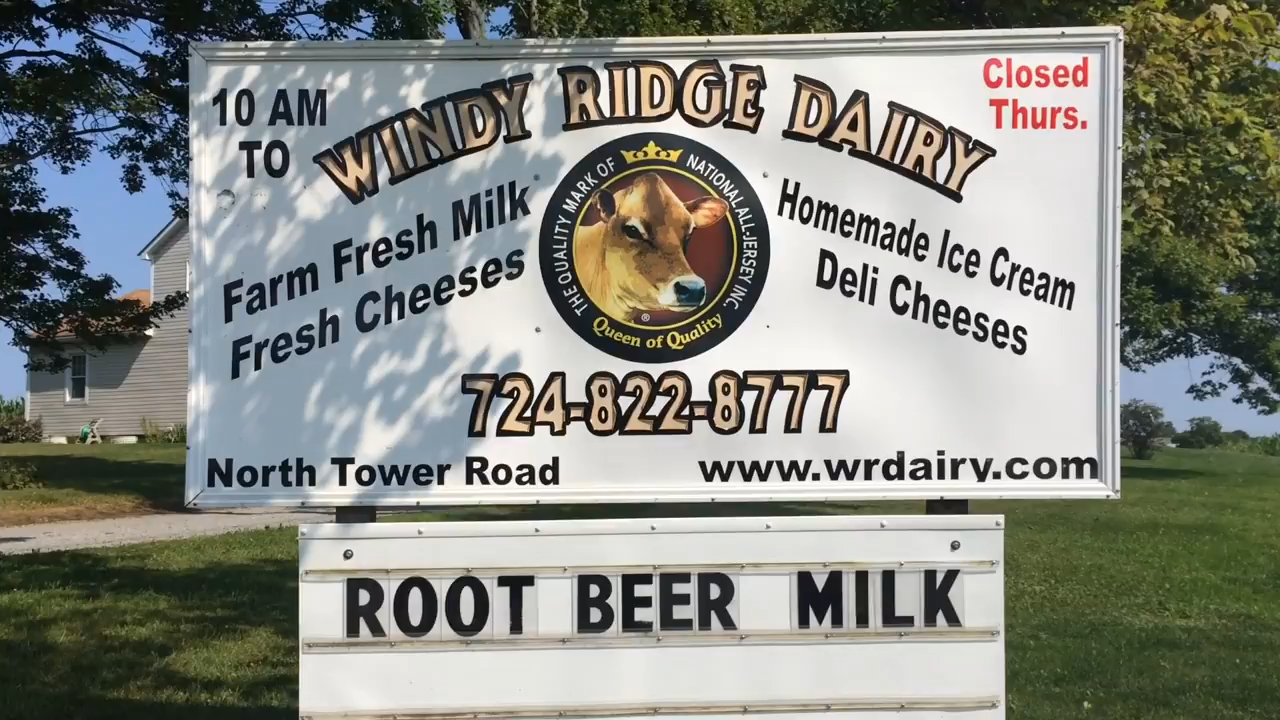 10 AM
TO
WINDY RIDGE DAIRY
Closed
Thurs.
Farm Fresh Milk
Fresh Cheeses
THE QUALITY MARK OF NATIONAL ALL-JERSEY INC
®
Queen of Quality
Homemade Ice Cream
Deli Cheeses
724-822-8777
North Tower Road
www.wrdairy.com
ROOT BEER MILK